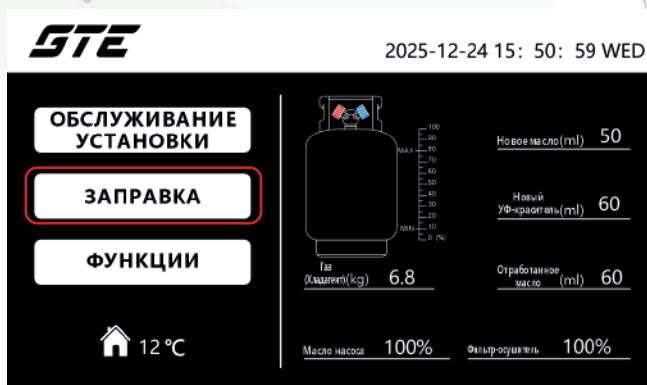 GTE
2025-12-24 15: 50: 59 WED
ОБСЛУЖИВАНИЕ
УСТАНОВКИ
ЗАПРАВКА
ФУНКЦИИ
12 °C
100
90
MAX 80
70
60
50
40
30
20
MIN 10
0 (%)
Газ
(Хладагент)(kg) 6.8
Масло насоса 100%
Новое масло(ml) 50
Новый
УФ-краситель(ml) 60
Отработанное
масло (ml) 60
Фильтр-осушитель 100%